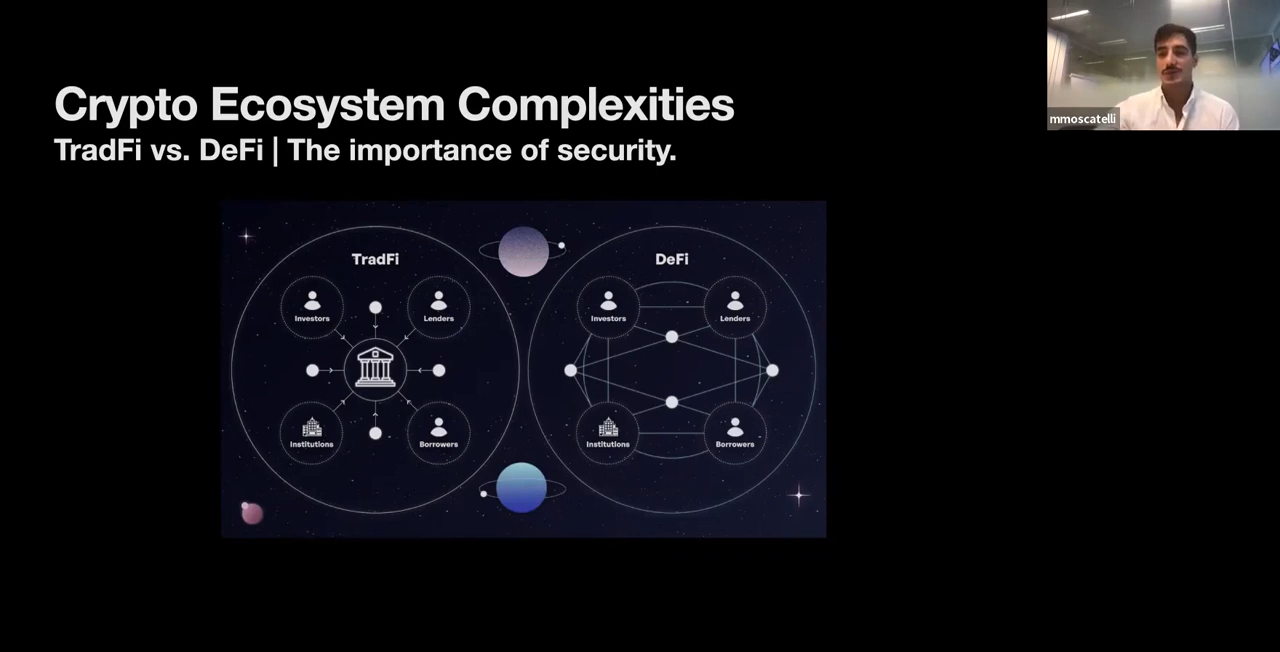 Crypto Ecosystem Complexities
TradFi vs. DeFi | The importance of security.
mmoscatelli
TradFi
Investors
Lenders
Institutions
Borrowers
DeFi
Investors
Lenders
Institutions
Borrowers